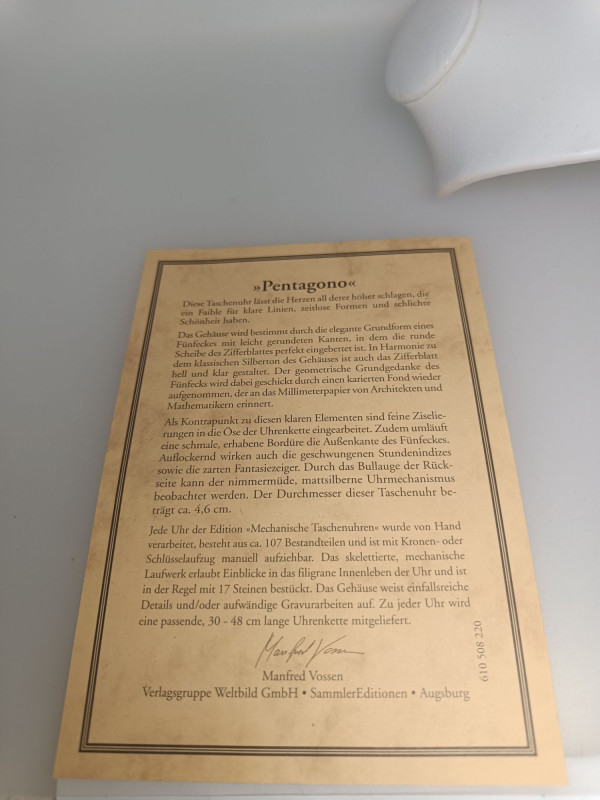 »Pentagono«
Diese Taschenuhr lässt die Herzen all derer höher schlagen, die
ein Faible für klare Linien, zeitlose Formen und schlichte
Schönheit haben.
Das Gehäuse wird bestimmt durch die elegante Grundform eines
Fünfeckes mit leicht gerundeten Kanten, in dem die runde
Scheibe des Zifferblattes perfekt eingebettet ist. In Harmonie zu
dem klassischen Silberton des Gehäuses ist auch das Zifferblatt
hell und klar gestaltet. Der geometrische Grundgedanke des
Fünfecks wird dabei geschickt durch einen karierten Fond wieder
aufgenommen, der an das Millimeterpapier von Architekten und
Mathematikern erinnert.
Als Kontrapunkt zu diesen klaren Elementen sind feine Ziselie-
rungen in die Öse der Uhrenkette eingearbeitet. Zudem umläuft
eine schmale, erhabene Bordüre die Außenkante des Fünfeckes.
Auflockernd wirken auch die geschwungenen Stundenindizes
sowie die zarten Fantasiezeiger. Durch das Bullauge der Rück-
seite kann der nimmermüde, mattsilberne Uhrmechanismus
beobachtet werden. Der Durchmesser dieser Taschenuhr be-
trägt ca. 4,6 cm.
Jede Uhr der Edition »Mechanische Taschenuhren« wurde von Hand
verarbeitet, besteht aus ca. 107 Bestandteilen und ist mit Kronen- oder
Schlüsselaufzug manuell aufziehbar. Das skelettierte, mechanische
Laufwerk erlaubt Einblicke in das filigrane Innenleben der Uhr und ist
in der Regel mit 17 Steinen bestückt. Das Gehäuse weist einfallsreiche
Details und/oder aufwändige Gravurarbeiten auf. Zu jeder Uhr wird
eine passende, 30 - 48 cm lange Uhrenkette mitgeliefert.
Manfred Vossen
Manfred Vossen
Verlagsgruppe Weltbild GmbH • SammlerEditionen • Augsburg
610 508 220